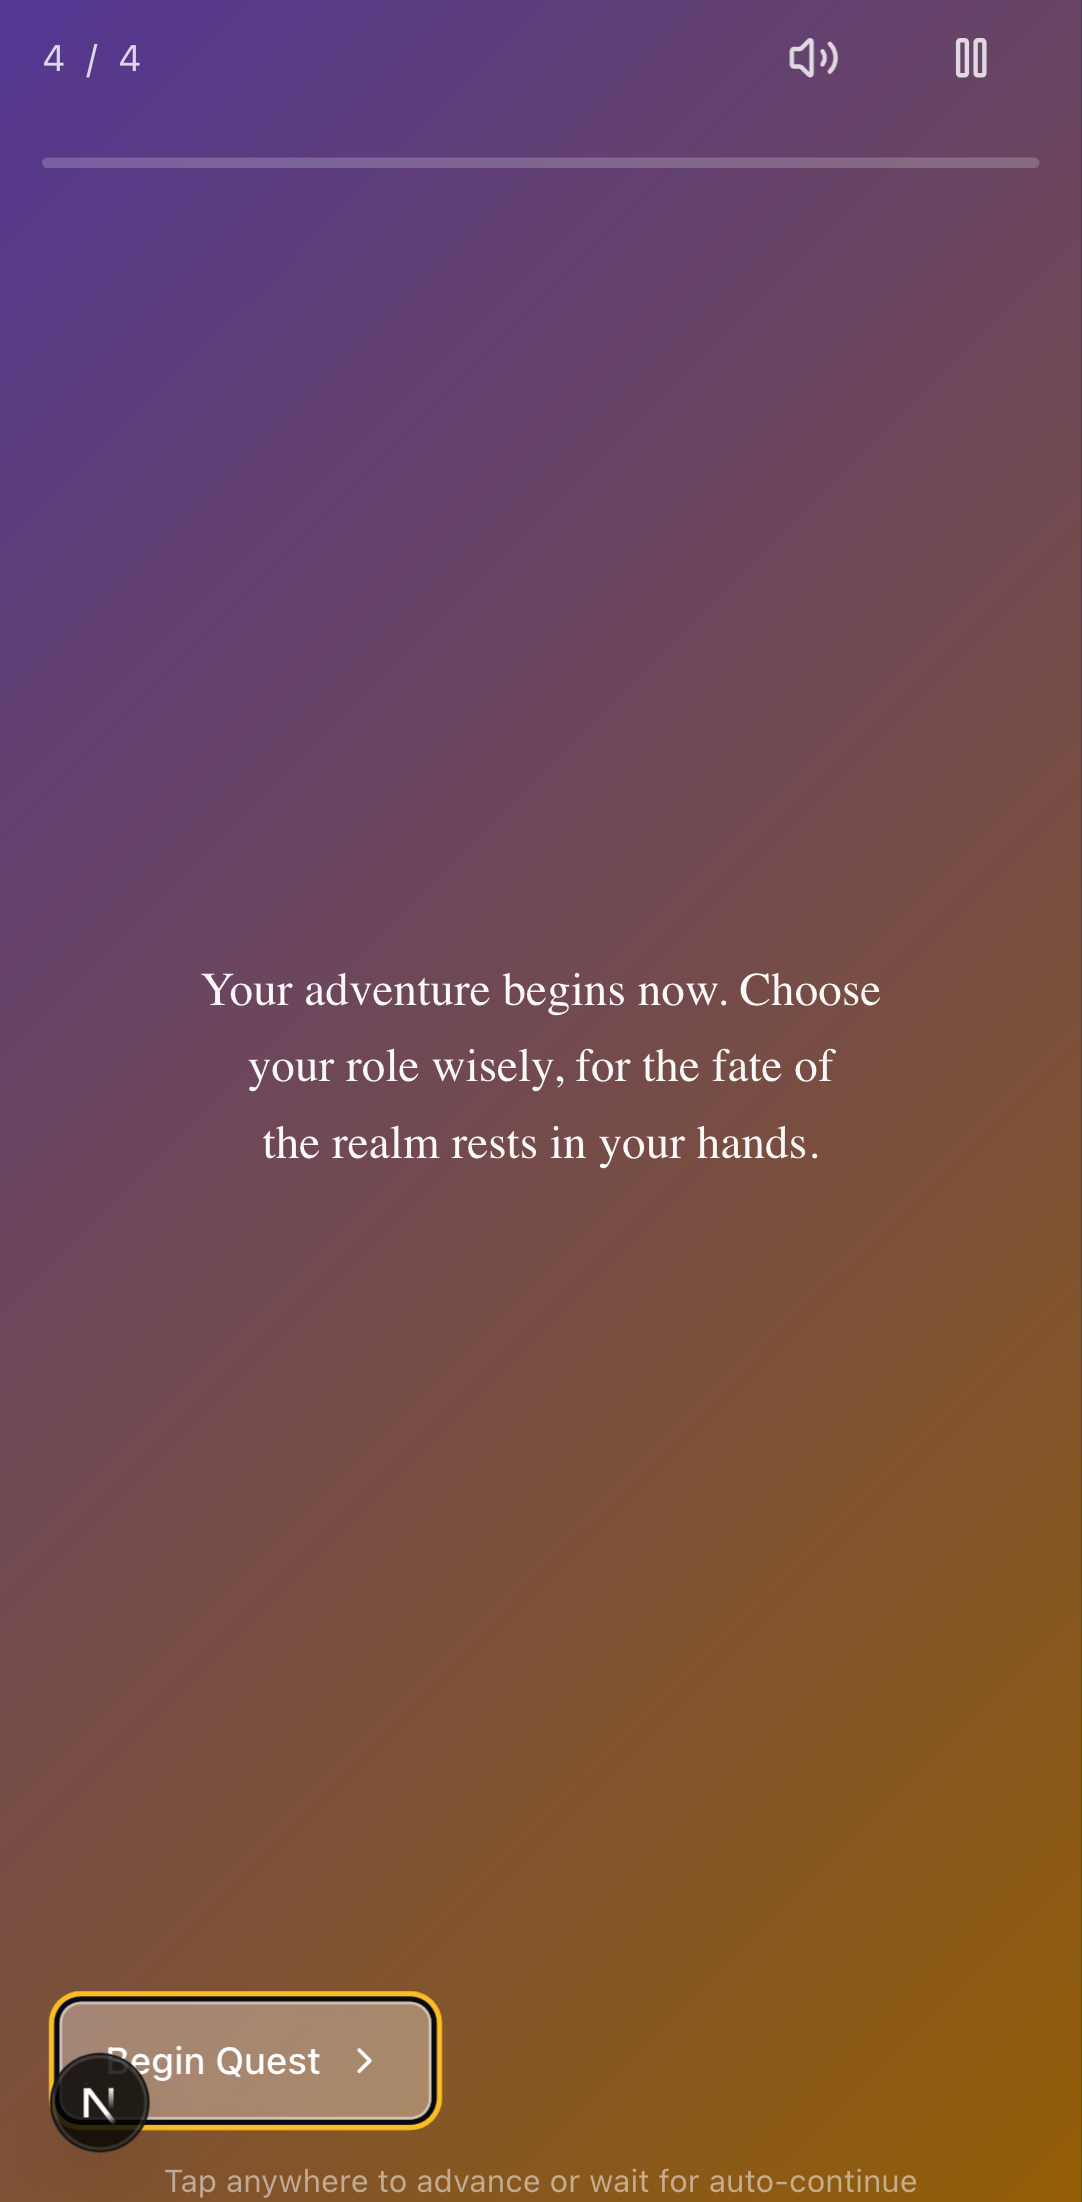 4 / 4
Your adventure begins now. Choose
your role wisely, for the fate of
the realm rests in your hands.
Begin Quest
N
Tap anywhere to advance or wait for auto-continue